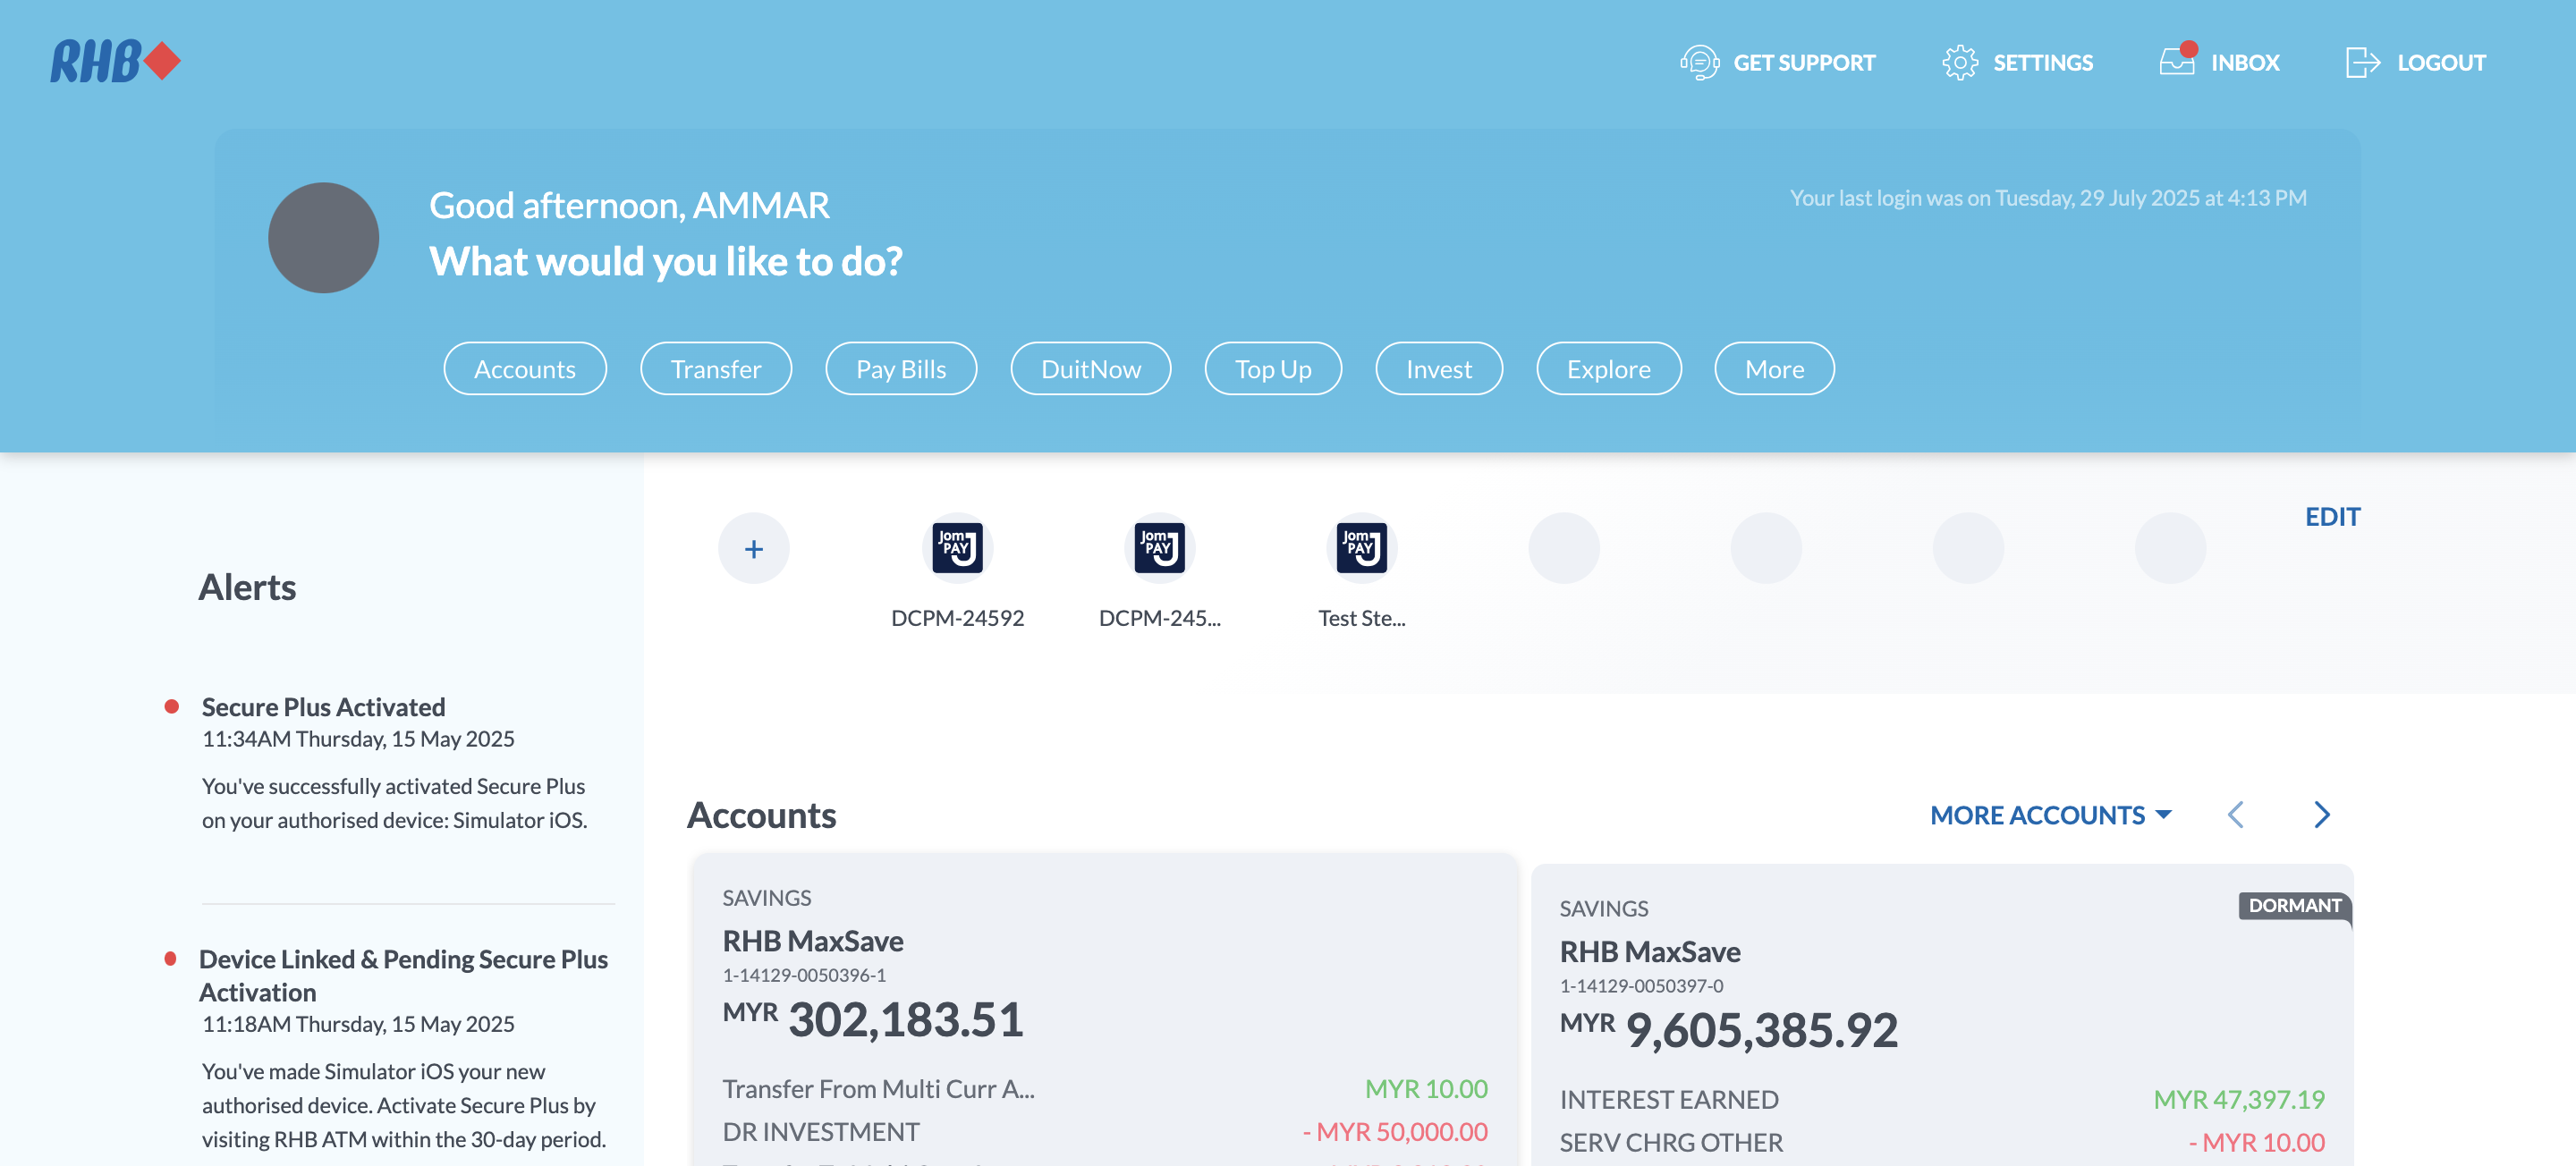 RHB
GET SUPPORT
SETTINGS
INBOX
LOGOUT
Good afternoon, AMMAR
Your last login was on Tuesday, 29 July 2025 at 4:13 PM
What would you like to do?
Accounts
Transfer
Pay Bills
DuitNow
Top Up
Invest
Explore
More
Alerts
Secure Plus Activated
11:34AM Thursday, 15 May 2025
You've successfully activated Secure Plus
on your authorised device: Simulator iOS.
Device Linked & Pending Secure Plus
Activation
11:18AM Thursday, 15 May 2025
You've made Simulator iOS your new
authorised device. Activate Secure Plus by
visiting RHB ATM within the 30-day period.
+
Jom
PAY
J
DCPM-24592
Jom
PAY
J
DCPM-245...
Jom
PAY
J
Test Ste...
EDIT
Accounts
MORE ACCOUNTS
SAVINGS
RHB MaxSave
1-14129-0050396-1
MYR 302,183.51
Transfer From Multi Curr A... MYR 10.00
DR INVESTMENT - MYR 50,000.00
DORMANT
SAVINGS
RHB MaxSave
1-14129-0050397-0
MYR 9,605,385.92
INTEREST EARNED MYR 47,397.19
SERV CHRG OTHER - MYR 10.00